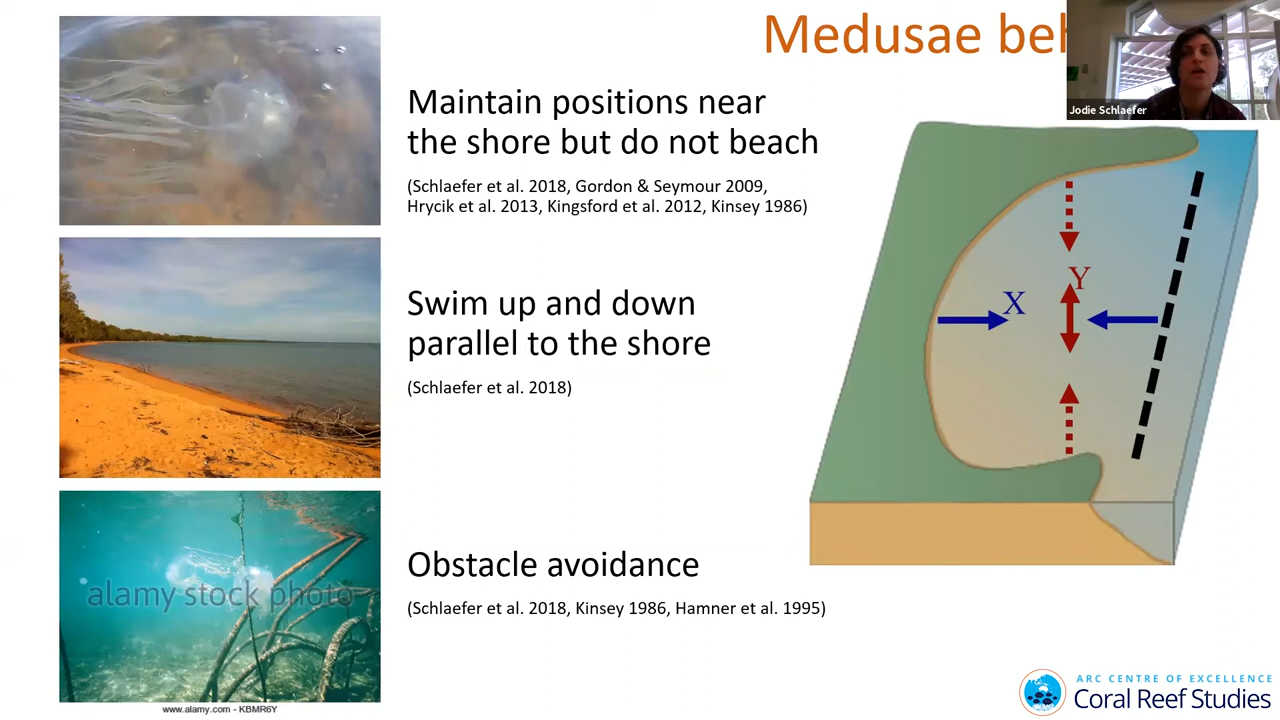 Medusae beh
Jodie Schlaefer
Maintain positions near
the shore but do not beach
(Schlaefer et al. 2018, Gordon & Seymour 2009,
Hrycik et al. 2013, Kingsford et al. 2012, Kinsey 1986)
Swim up and down
parallel to the shore
(Schlaefer et al. 2018)
Obstacle avoidance
(Schlaefer et al. 2018, Kinsey 1986, Hamner et al. 1995)
alamy stock photo
www.alamy.com - KBMR6Y
X
Y
ARC CENTRE OF EXCELLENCE
Coral Reef Studies